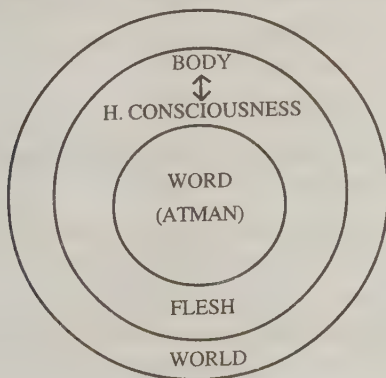 BODY
H. CONSCIOUSNESS
WORD
(ATMAN)
FLESH
WORLD